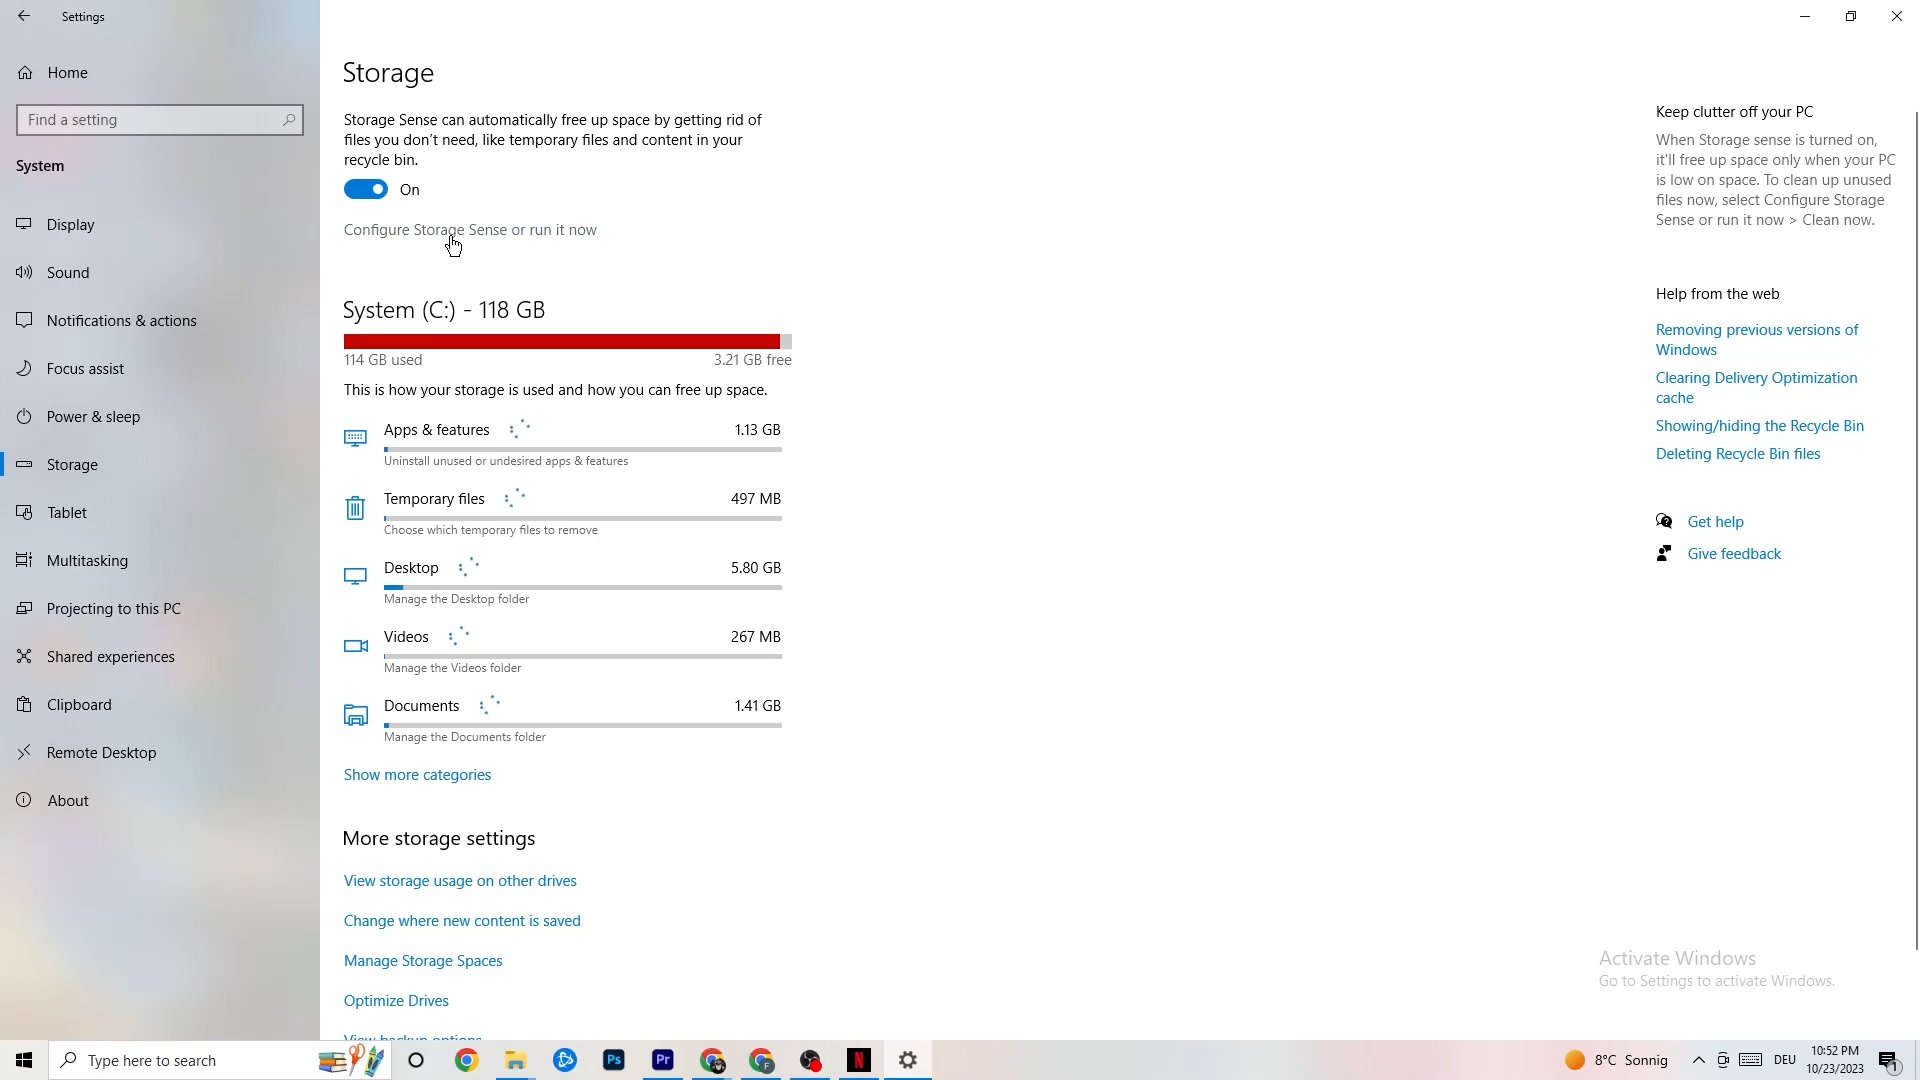 Settings
Home
Find a setting
System
Display
Sound
Notifications & actions
Focus assist
Power & sleep
Storage
Tablet
Multitasking
Projecting to this PC
Shared experiences
Clipboard
Remote Desktop
About
Storage
Storage Sense can automatically free up space by getting rid of
files you don't need, like temporary files and content in your
recycle bin.
On
Configure Storage Sense or run it now
System (C:) - 118 GB
114 GB used 3.21 GB free
This is how your storage is used and how you can free up space.
Apps & features 1.13 GB
Uninstall unused or undesired apps & features
Temporary files 497 MB
Choose which temporary files to remove
Desktop 5.80 GB
Manage the Desktop folder
Videos 267 MB
Manage the Videos folder
Documents 1.41 GB
Manage the Documents folder
Show more categories
More storage settings
View storage usage on other drives
Change where new content is saved
Manage Storage Spaces
Optimize Drives
View backup options
Keep clutter off your PC
When Storage sense is turned on,
it'll free up space only when your PC
is low on space. To clean up unused
files now, select Configure Storage
Sense or run it now > Clean now.
Help from the web
Removing previous versions of
Windows
Clearing Delivery Optimization
cache
Showing/hiding the Recycle Bin
Deleting Recycle Bin files
Get help
Give feedback
Activate Windows
Go to Settings to activate Windows.
Type here to search
Ps
Pr
F
N
8°C Sonnig
DEU
10:52 PM
10/23/2023
1